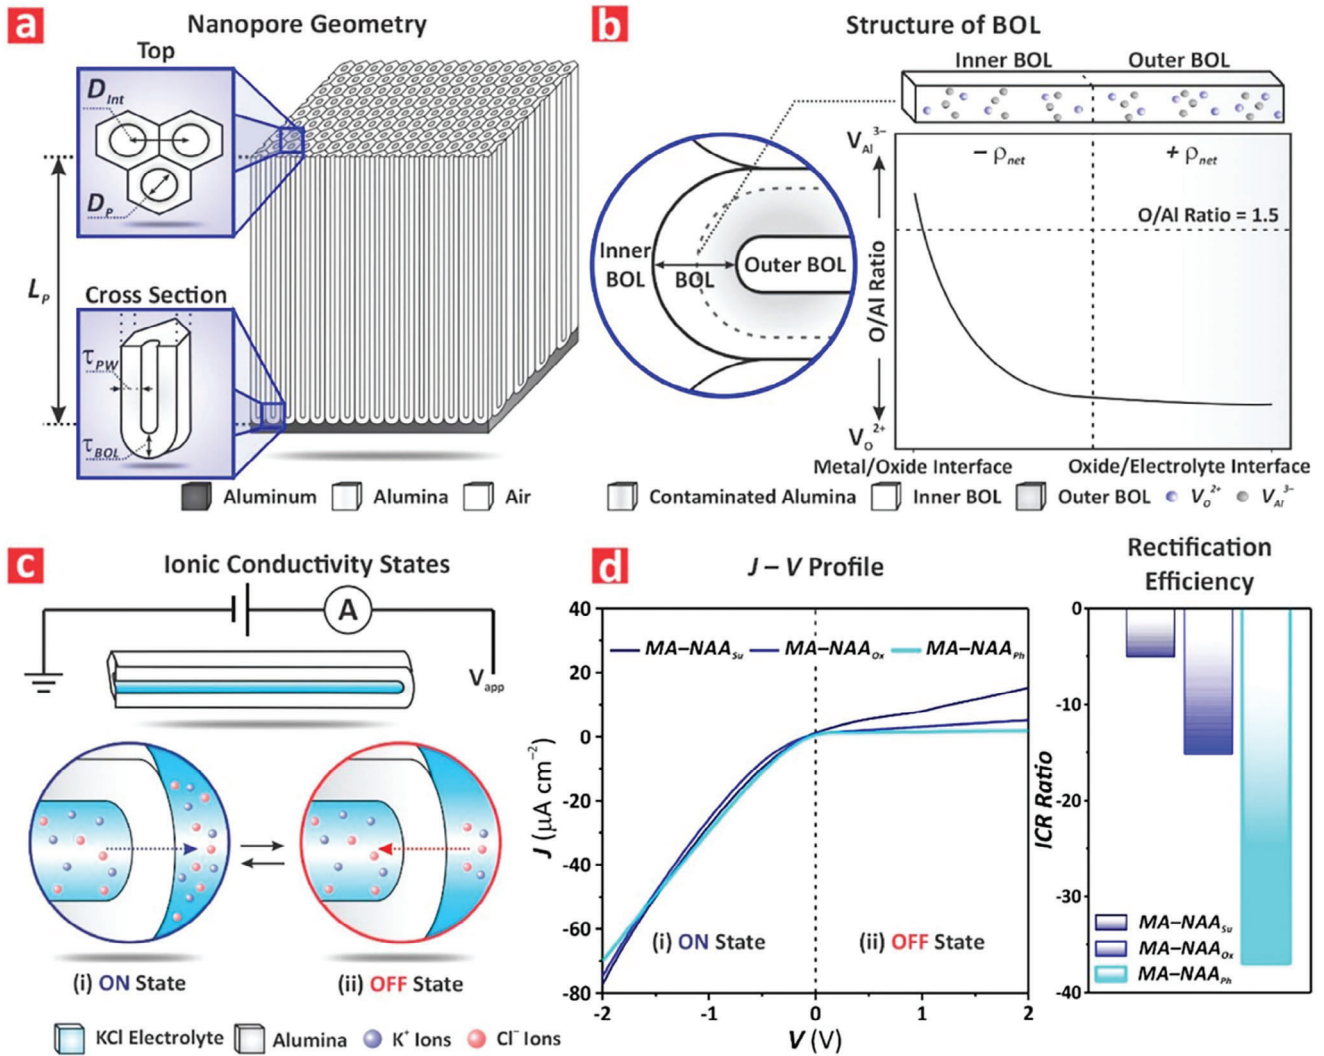 a
Nanopore Geometry
Top
D_Int
D_P
L_P
Cross Section
τ_PW
τ_BOL
Aluminum
Alumina
Air
b
Structure of BOL
Inner BOL
Outer BOL
V_Al^3−
− ρ_net
+ ρ_net
O/Al Ratio = 1.5
O/Al Ratio
V_O^2+
Inner
BOL
BOL
Outer BOL
Metal/Oxide Interface
Oxide/Electrolyte Interface
Contaminated Alumina
Inner BOL
Outer BOL
V_O^2+
V_Al^3−
c
Ionic Conductivity States
A
V_app
(i) ON State
(ii) OFF State
KCl Electrolyte
Alumina
K⁺ Ions
Cl⁻ Ions
d
J – V Profile
40
20
0
-20
-40
-60
-80
J (µA cm⁻²)
MA–NAA_Su
MA–NAA_Ox
MA–NAA_Ph
(i) ON State
(ii) OFF State
-2
-1
0
1
2
V (V)
Rectification
Efficiency
0
-10
-20
-30
-40
ICR Ratio
MA–NAA_Su
MA–NAA_Ox
MA–NAA_Ph